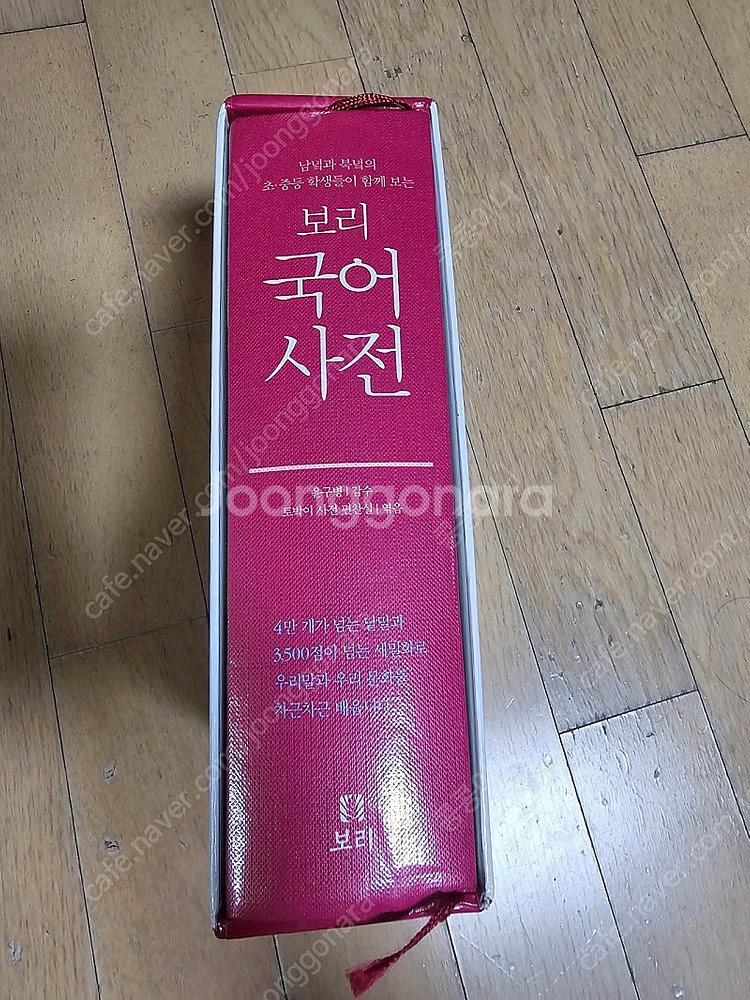 남녘과 북녘의
초·중등 학생들이 함께 보는
보리
국어
사전
윤구병 | 감수
토박이 사전 편찬실 | 엮음
4만 개가 넘는 낱말과
3,500점이 넘는 세밀화로
우리말과 우리 문화를
차근차근 배웁니다
보리
Joonggonara
cafe.naver.com/joonggonara